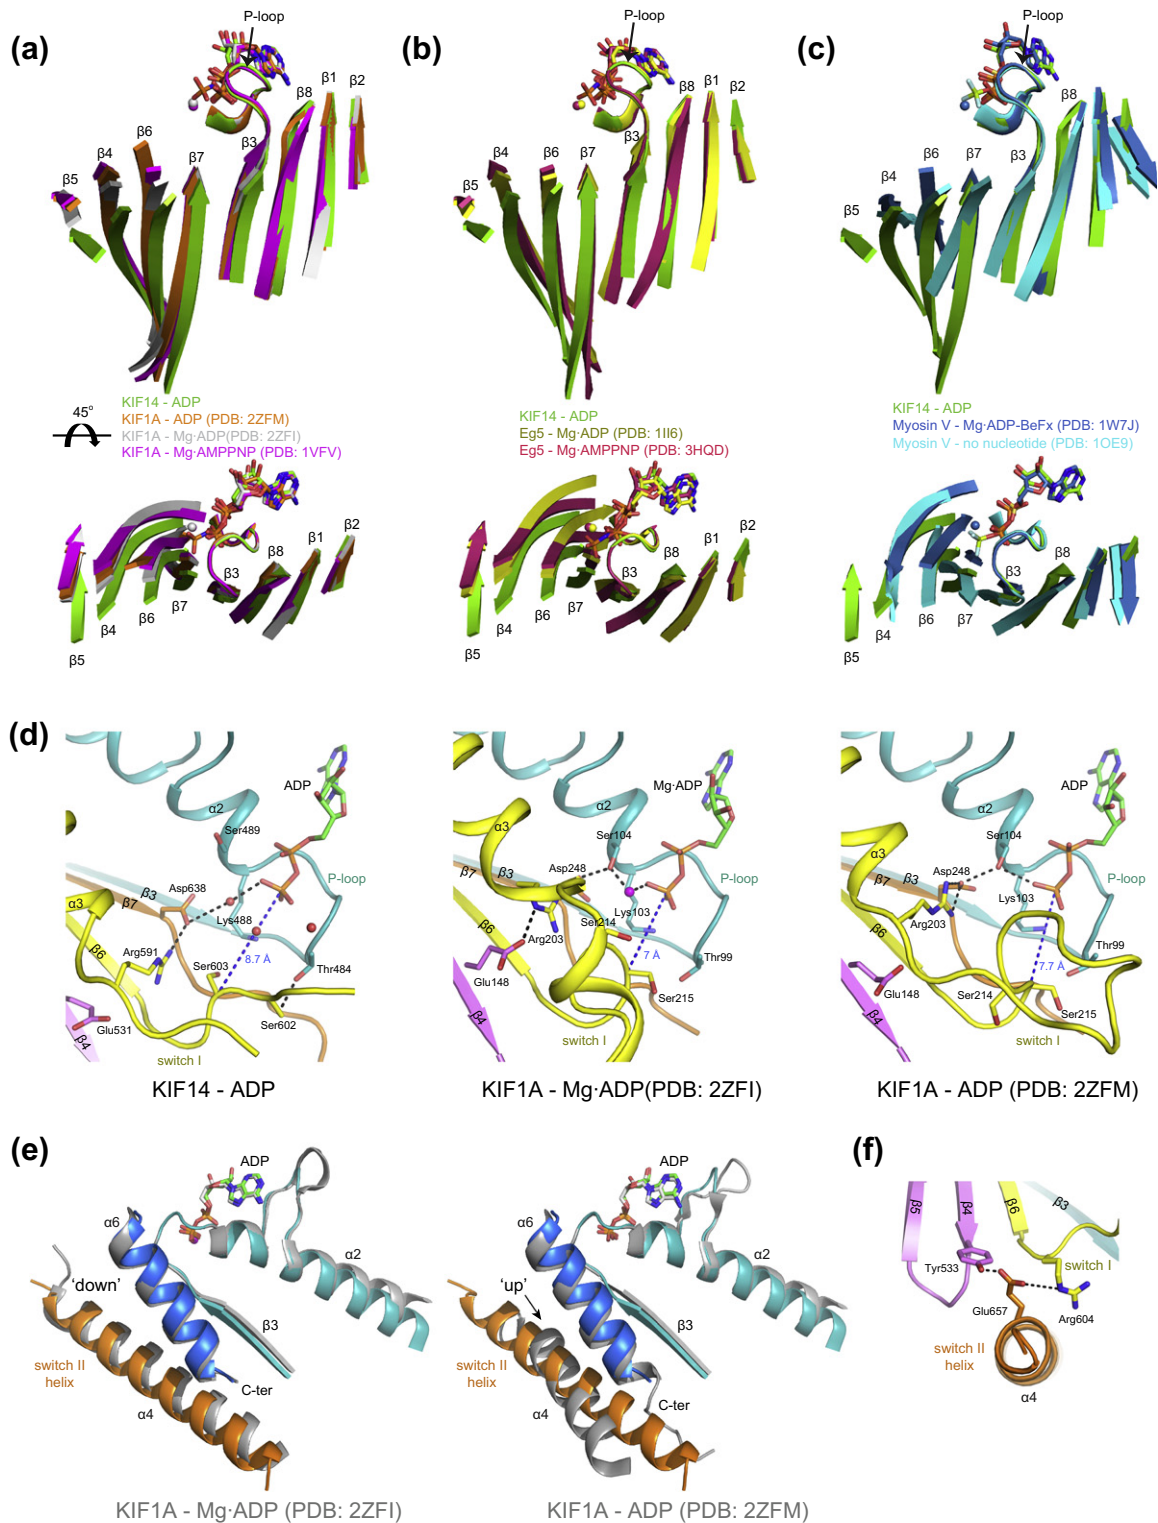 (a)
P-loop
β1
β2
β8
β6
β4
β7
β3
β5
(b)
P-loop
β8
β1
β2
β3
β4
β6
β7
β5
(c)
P-loop
β8
β6
β7
β3
β4
β5
45°
KIF14 - ADP
KIF1A - ADP (PDB: 2ZFM)
KIF1A - Mg·ADP(PDB: 2ZFI)
KIF1A - Mg·AMPPNP (PDB: 1VFV)
KIF14 - ADP
Eg5 - Mg·ADP (PDB: 1II6)
Eg5 - Mg·AMPPNP (PDB: 3HQD)
KIF14 - ADP
Myosin V - Mg·ADP-BeFx (PDB: 1W7J)
Myosin V - no nucleotide (PDB: 1OE9)
β2
β1
β8
β3
β7
β6
β4
β5
β2
β1
β8
β3
β7
β6
β4
β5
β8
β3
β7
β6
β4
β5
(d)
ADP
α2
Ser489
β3
β7
Asp638
P-loop
α3
Lys488
β6
Arg591
8.7 Å
Ser603
Thr484
Glu531
Ser602
β4
switch I
KIF14 - ADP
Mg·ADP
α2
α3
Ser104
β7
β3
Asp248
P-loop
Lys103
Ser214
β6
Arg203
7 Å
Thr99
Glu148
Ser215
β4
switch I
KIF1A - Mg·ADP(PDB: 2ZFI)
ADP
α2
Ser104
α3
β7
β3
Asp248
P-loop
Lys103
Arg203
β6
Thr99
7.7 Å
Glu148
Ser214
Ser215
β4
switch I
KIF1A - ADP (PDB: 2ZFM)
(e)
ADP
α6
α2
'down'
β3
switch II
helix
C-ter
α4
KIF1A - Mg·ADP (PDB: 2ZFI)
ADP
α6
α2
'up'
β3
switch II
helix
C-ter
α4
KIF1A - ADP (PDB: 2ZFM)
(f)
β5
β4
β6
β3
Tyr533
switch I
Glu657
Arg604
switch II
helix
α4